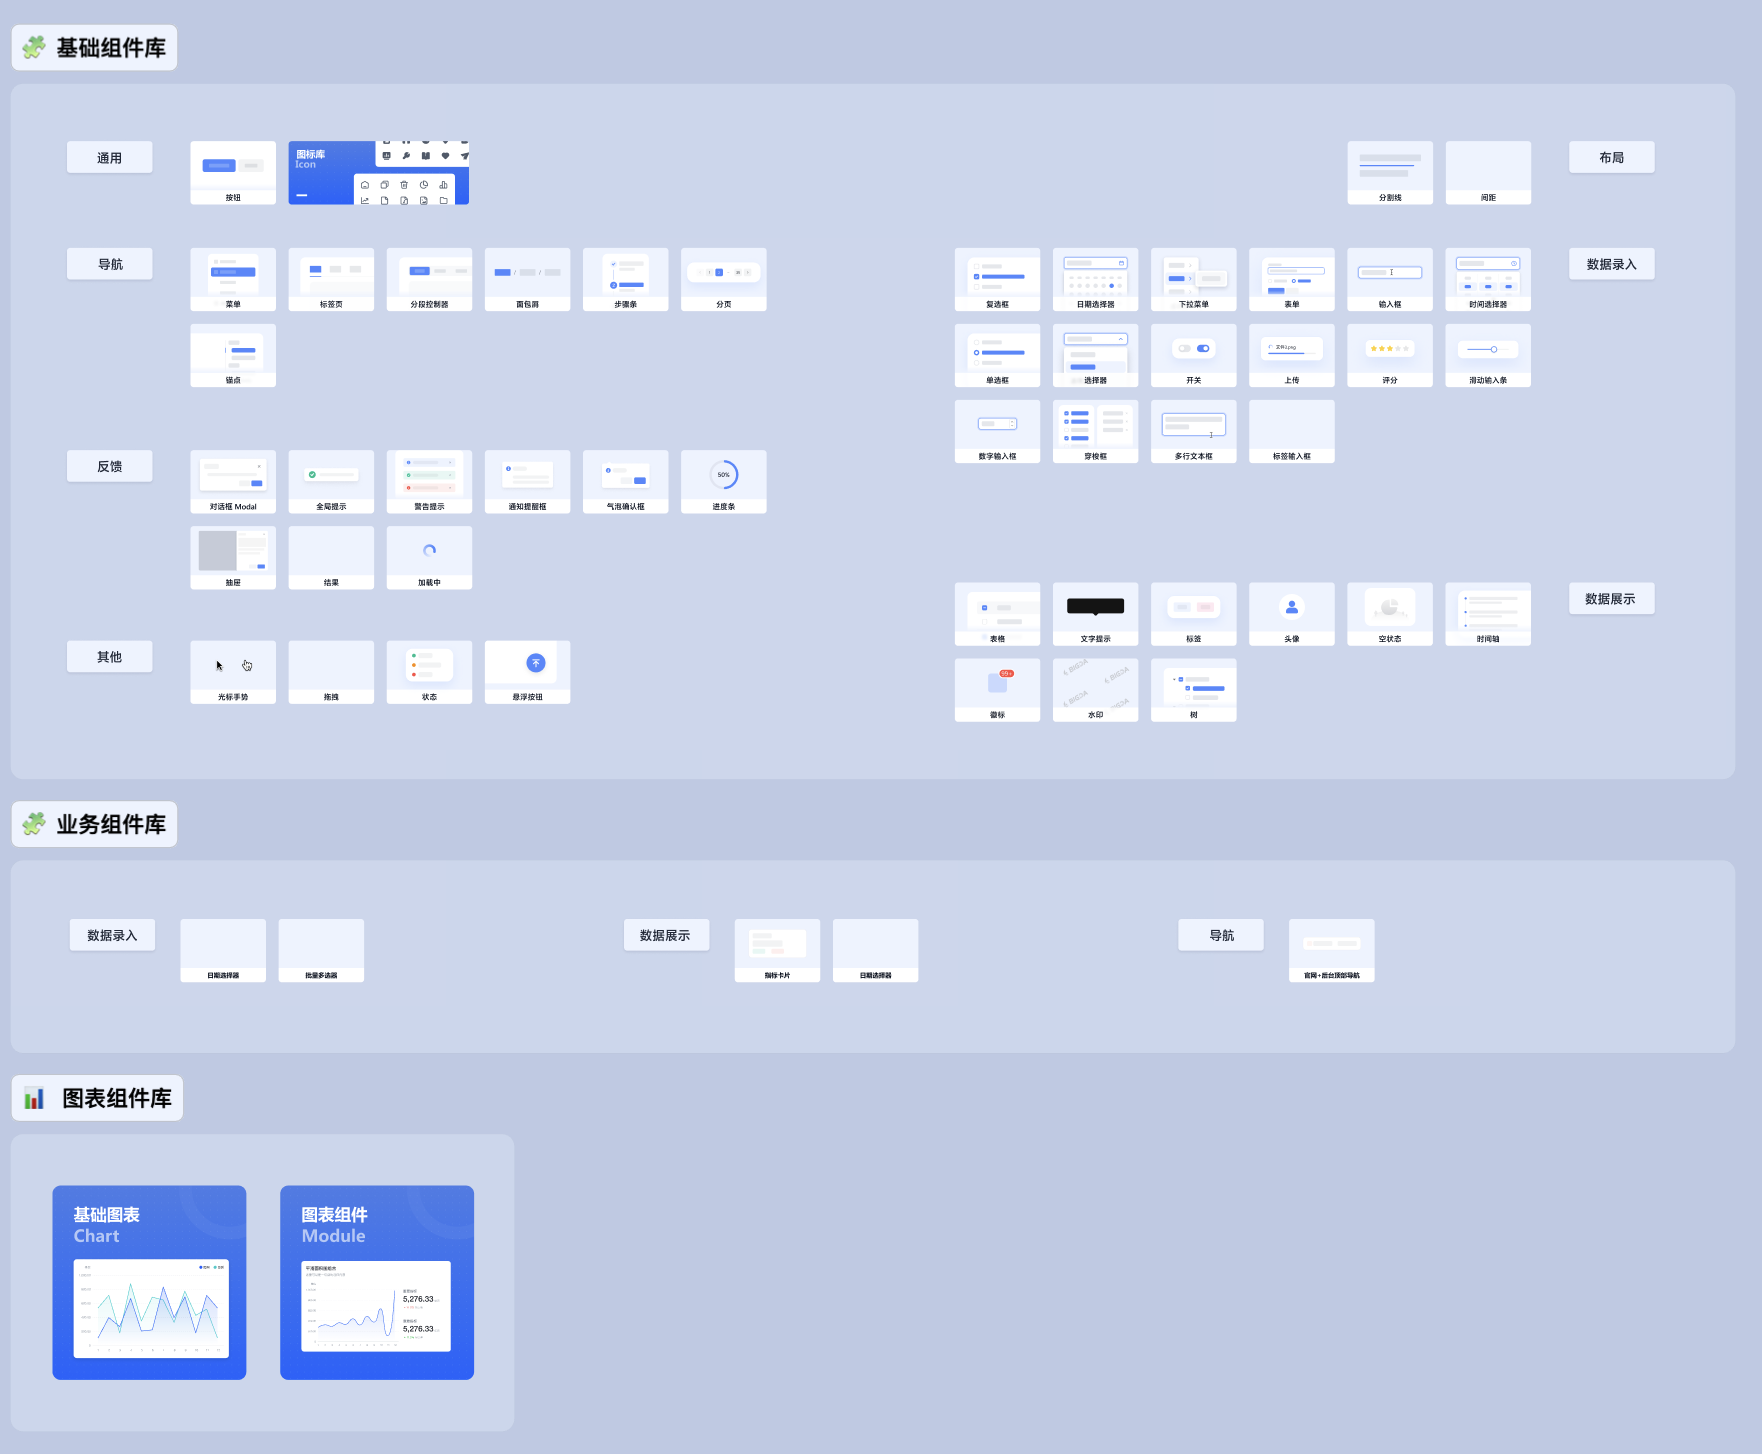 基础组件库
通用
按钮
图标库
Icon
分割线
间距
布局
导航
菜单
标签页
分段控制器
面包屑
步骤条
分页
锚点
复选框
日期选择器
下拉菜单
表单
输入框
时间选择器
数据录入
单选框
选择器
开关
文件1.png
上传
评分
滑动输入条
数字输入框
穿梭框
多行文本框
标签输入框
反馈
对话框 Modal
全局提示
警告提示
通知提醒框
气泡确认框
50%
进度条
抽屉
结果
加载中
表格
文字提示
标签
头像
空状态
时间轴
数据展示
其他
光标手势
拖拽
状态
悬浮按钮
99+
徽标
BIGDA
BIGDA
BIGDA
BIGDA
水印
树
业务组件库
数据录入
日期选择器
批量多选器
数据展示
指标卡片
日期选择器
导航
官网+后台顶部导航
图表组件库
基础图表
Chart
图表组件
Module
5,276.33
5,276.33